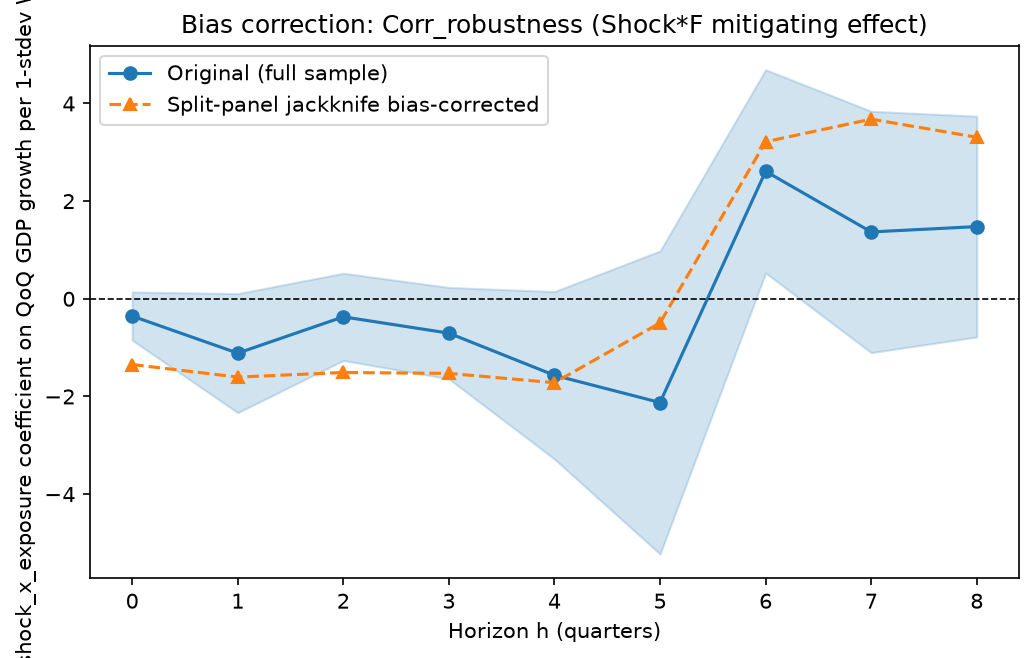 Bias correction: Corr_robustness (Shock*F mitigating effect)
shock_x_exposure coefficient on QoQ GDP growth per 1-stdev
Original (full sample)
Split-panel jackknife bias-corrected
4
2
0
−2
−4
0 1 2 3 4 5 6 7 8
Horizon h (quarters)